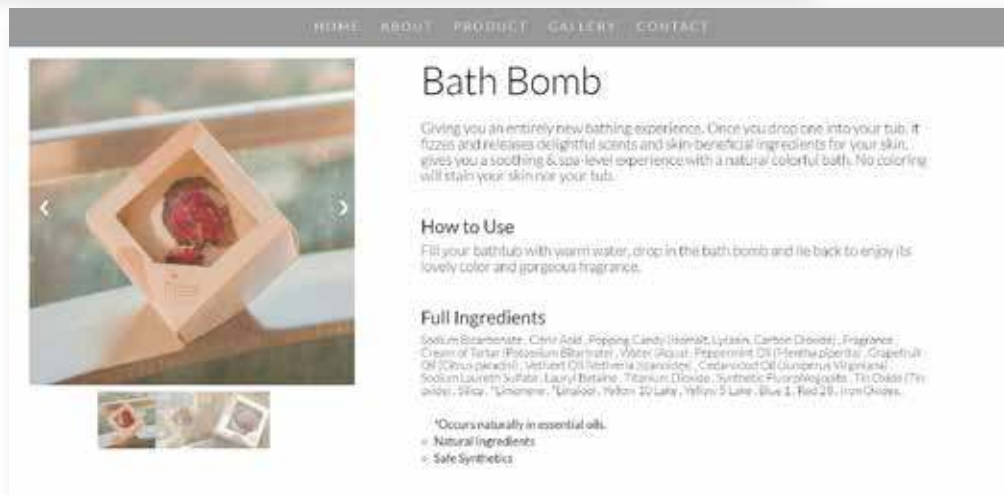 HOME ABOUT PRODUCT GALLERY CONTACT
Bath Bomb
Giving you an entirely new bathing experience. Once you drop one into your tub, it
fizzes and releases delightful scents and skin-beneficial ingredients for your skin,
gives you a soothing & spa-level experience with a natural colorful bath. No coloring
will stain your skin nor your tub.
How to Use
Fill your bathtub with warm water, drop in the bath bomb and lie back to enjoy its
lovely color and gorgeous fragrance.
Full Ingredients
Sodium Bicarbonate , Citric Acid , Popping Candy (Isomalt, Carbon Dioxide) , Fragrance ,
Cream of Tartar (Potassium Bitartrate) , Water (Aqua) , Peppermint Oil (Mentha piperita) , Grapefruit
Oil (Citrus paradisi) , Vetivert Oil (Vetiveria zizanoides) , Cedarwood Oil (Juniperus Virginiana) ,
Sodium Laureth Sulfate , Lauryl Betaine , Titanium Dioxide , Synthetic Fluorphlogopite , Tin Oxide (Tin
oxide) , Silica , *Limonene , *Linalool , Yellow 10 Lake , Yellow 5 Lake , Blue 1 , Red 28 , Iron Oxides.
*Occurs naturally in essential oils.
Natural Ingredients
Safe Synthetics